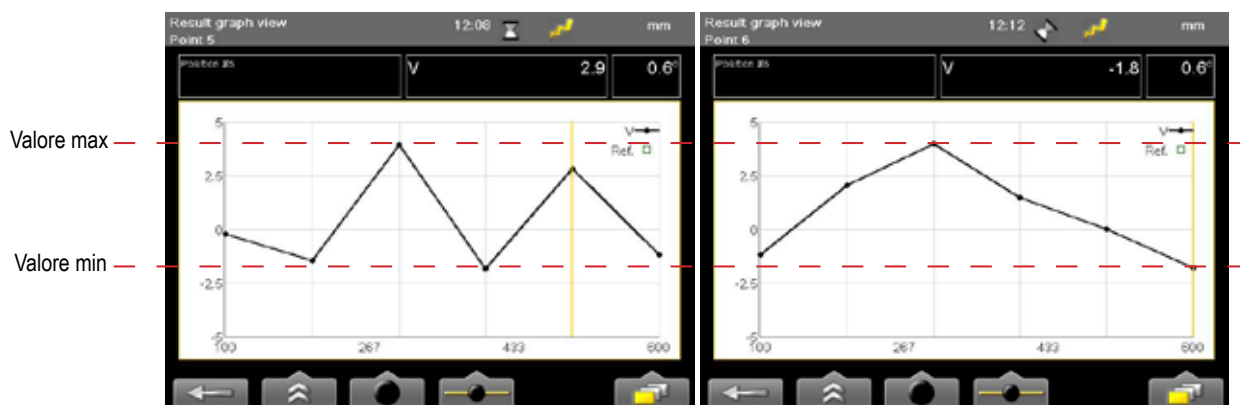 Result graph view
Point 5
12:08
mm
V
2.9
0.6°
Valore max
Valore min
5
2.5
0
-2.5
-5
V
Ref.
100
267
433
600
Result graph view
Point 6
12:12
mm
V
-1.8
0.6°
5
2.5
0
-2.5
-5
V
Ref.
100
267
433
600